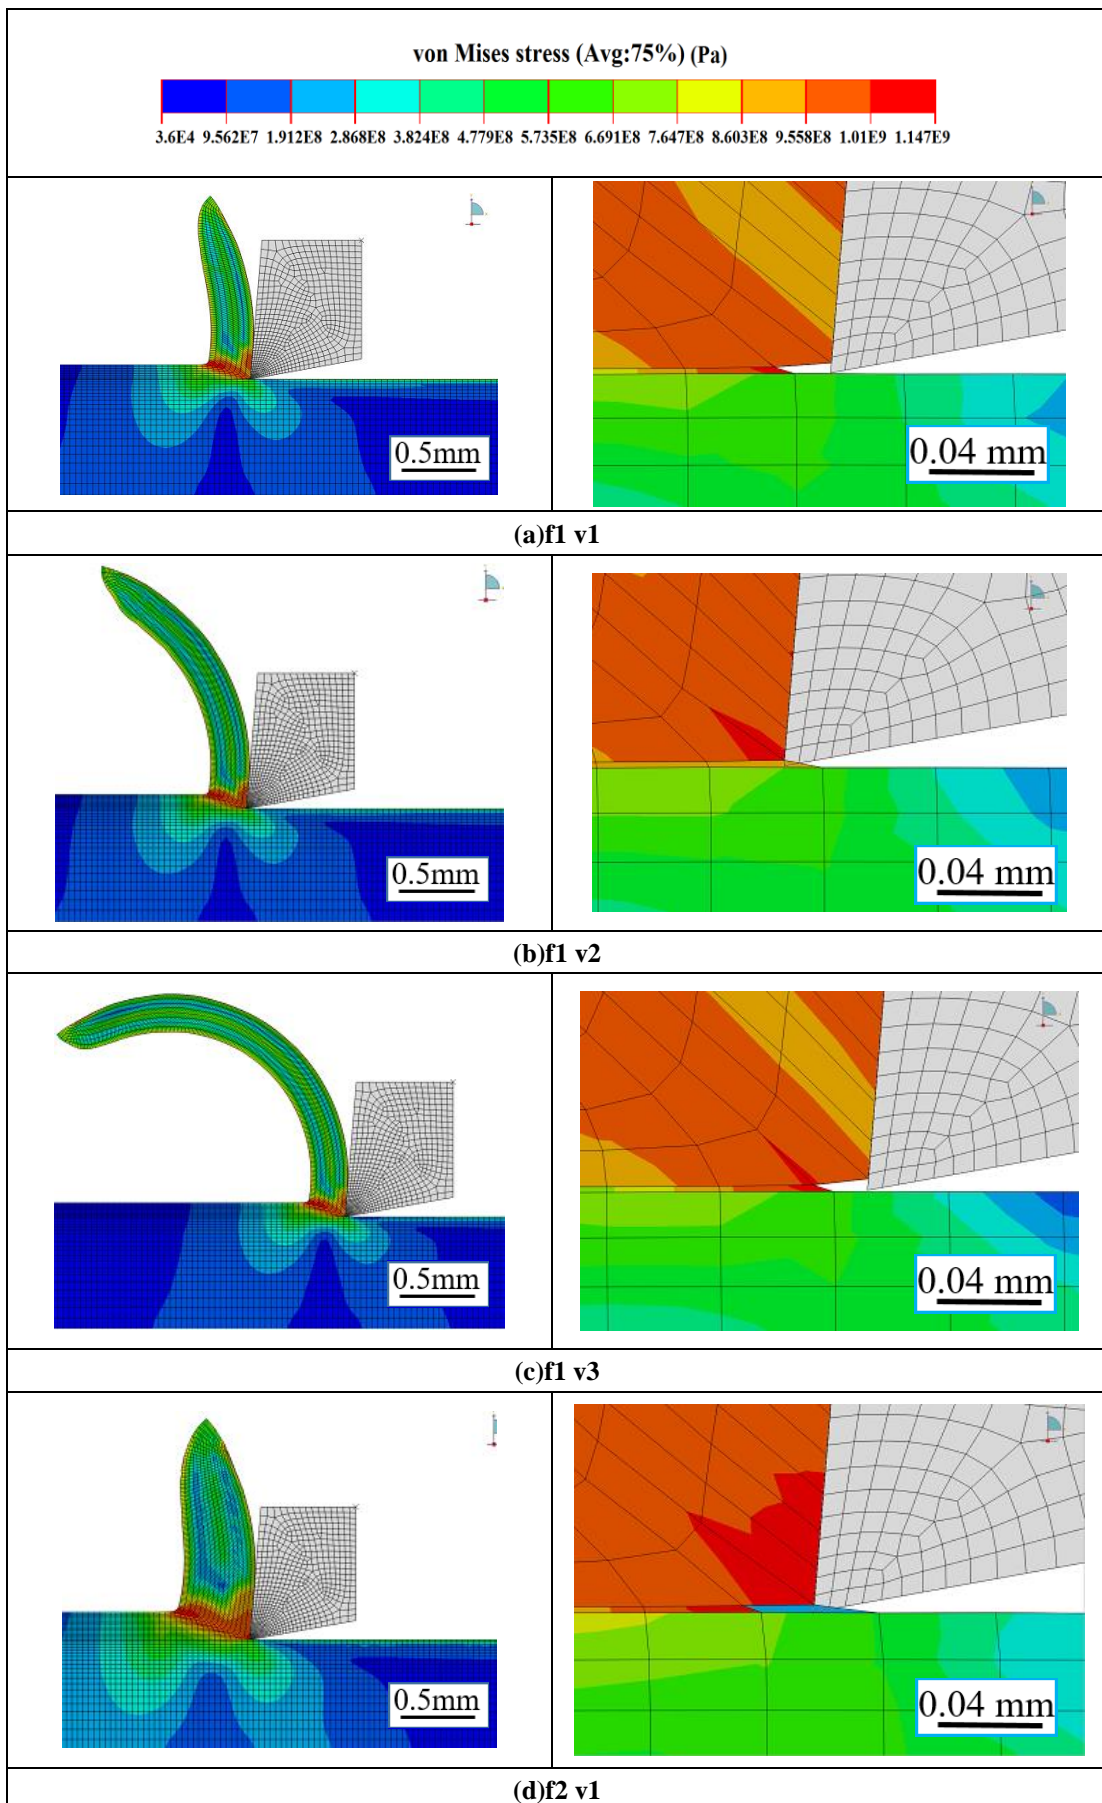 von Mises stress (Avg:75%) (Pa)
3.6E4 9.562E7 1.912E8 2.868E8 3.824E8 4.779E8 5.735E8 6.691E8 7.647E8 8.603E8 9.558E8 1.01E9 1.147E9
0.5mm
0.04 mm
(a)f1 v1
0.5mm
0.04 mm
(b)f1 v2
0.5mm
0.04 mm
(c)f1 v3
0.5mm
0.04 mm
(d)f2 v1